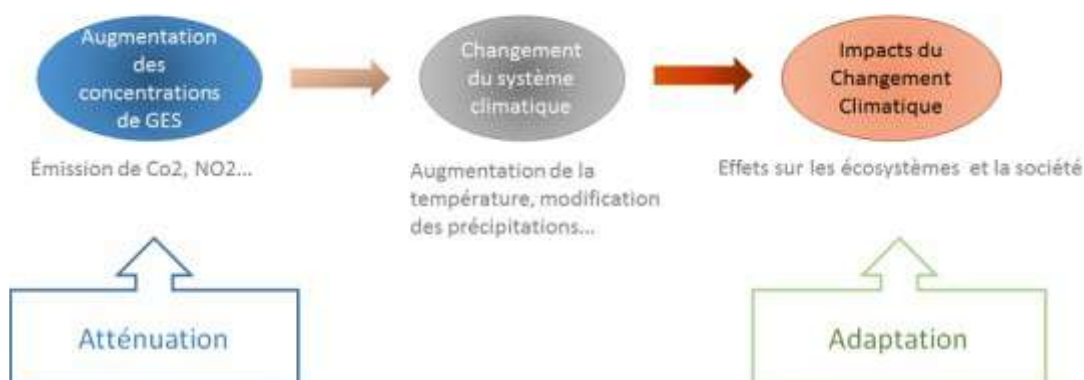 Augmentation
des
concentrations
de GES
Changement
du système
climatique
Impacts du
Changement
Climatique
Émission de Co2, NO2...
Augmentation de la
température, modification
des précipitations...
Effets sur les écosystèmes et la société
Atténuation
Adaptation